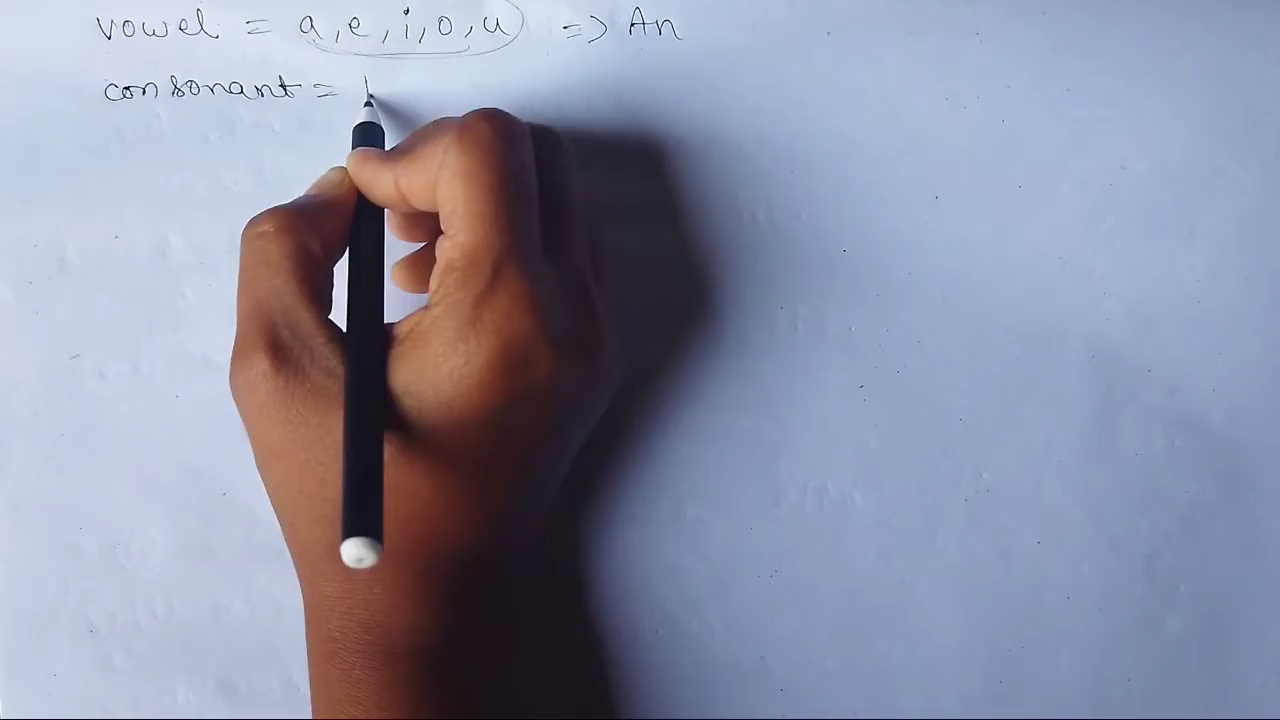 vowel = a, e, i, o, u => An
consonant =